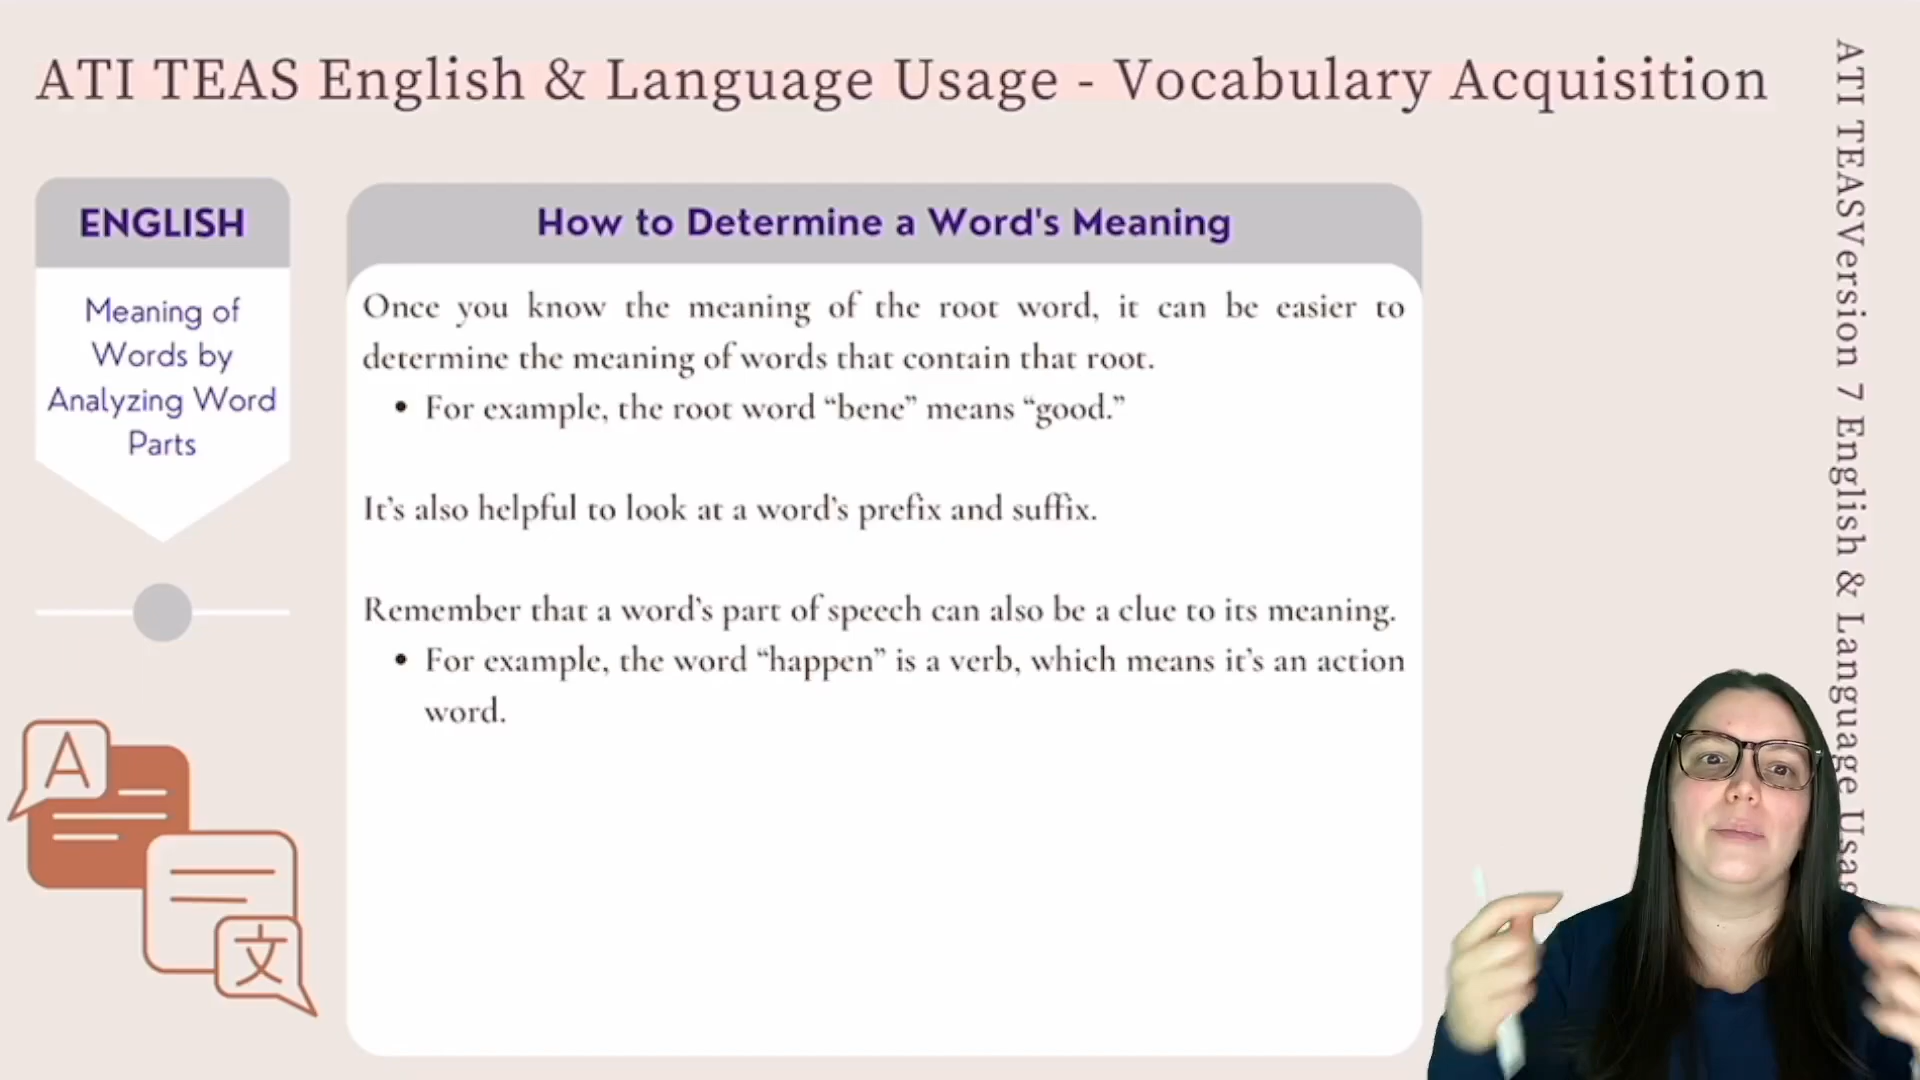 ATI TEAS English & Language Usage - Vocabulary Acquisition
ENGLISH
Meaning of
Words by
Analyzing Word
Parts
How to Determine a Word's Meaning
Once you know the meaning of the root word, it can be easier to
determine the meaning of words that contain that root.
• For example, the root word “bene” means “good.”
It’s also helpful to look at a word’s prefix and suffix.
Remember that a word’s part of speech can also be a clue to its meaning.
• For example, the word “happen” is a verb, which means it’s an action
word.
A
文
ATI TEASVersion 7 English & Language Usag